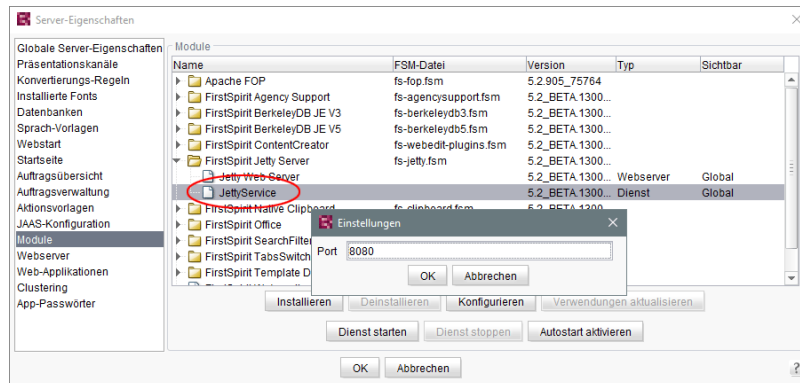 Server-Eigenschaften
Globale Server-Eigenschaften
Präsentationskanäle
Konvertierungs-Regeln
Installierte Fonts
Datenbanken
Sprach-Vorlagen
Webstart
Startseite
Auftragsübersicht
Auftragsverwaltung
Aktionsvorlagen
JAAS-Konfiguration
Module
Webserver
Web-Applikationen
Clustering
App-Passwörter
Module
Name FSM-Datei Version Typ Sichtbar
Apache FOP fs-fop.fsm 5.2.905_75764
FirstSpirit Agency Support fs-agencysupport.fsm 5.2_BETA.1300...
FirstSpirit BerkeleyDB JE V3 fs-berkeleydb3.fsm 5.2_BETA.1300...
FirstSpirit BerkeleyDB JE V5 fs-berkeleydb5.fsm 5.2_BETA.1300...
FirstSpirit ContentCreator fs-webedit-plugins.fsm 5.2_BETA.1300...
FirstSpirit Jetty Server fs-jetty.fsm 5.2_BETA.1300...
Jetty Web Server 5.2_BETA.1300... Webserver Global
JettyService 5.2_BETA.1300... Dienst Global
FirstSpirit Native Clipboard fs-clipboard.fsm 5.2_BETA.1300...
FirstSpirit Office
FirstSpirit SearchFilter
FirstSpirit TabsSwitch
FirstSpirit Template D
Einstellungen
Port 8080
OK Abbrechen
Installieren Deinstallieren Konfigurieren Verwendungen aktualisieren
Dienst starten Dienst stoppen Autostart aktivieren
OK Abbrechen
?